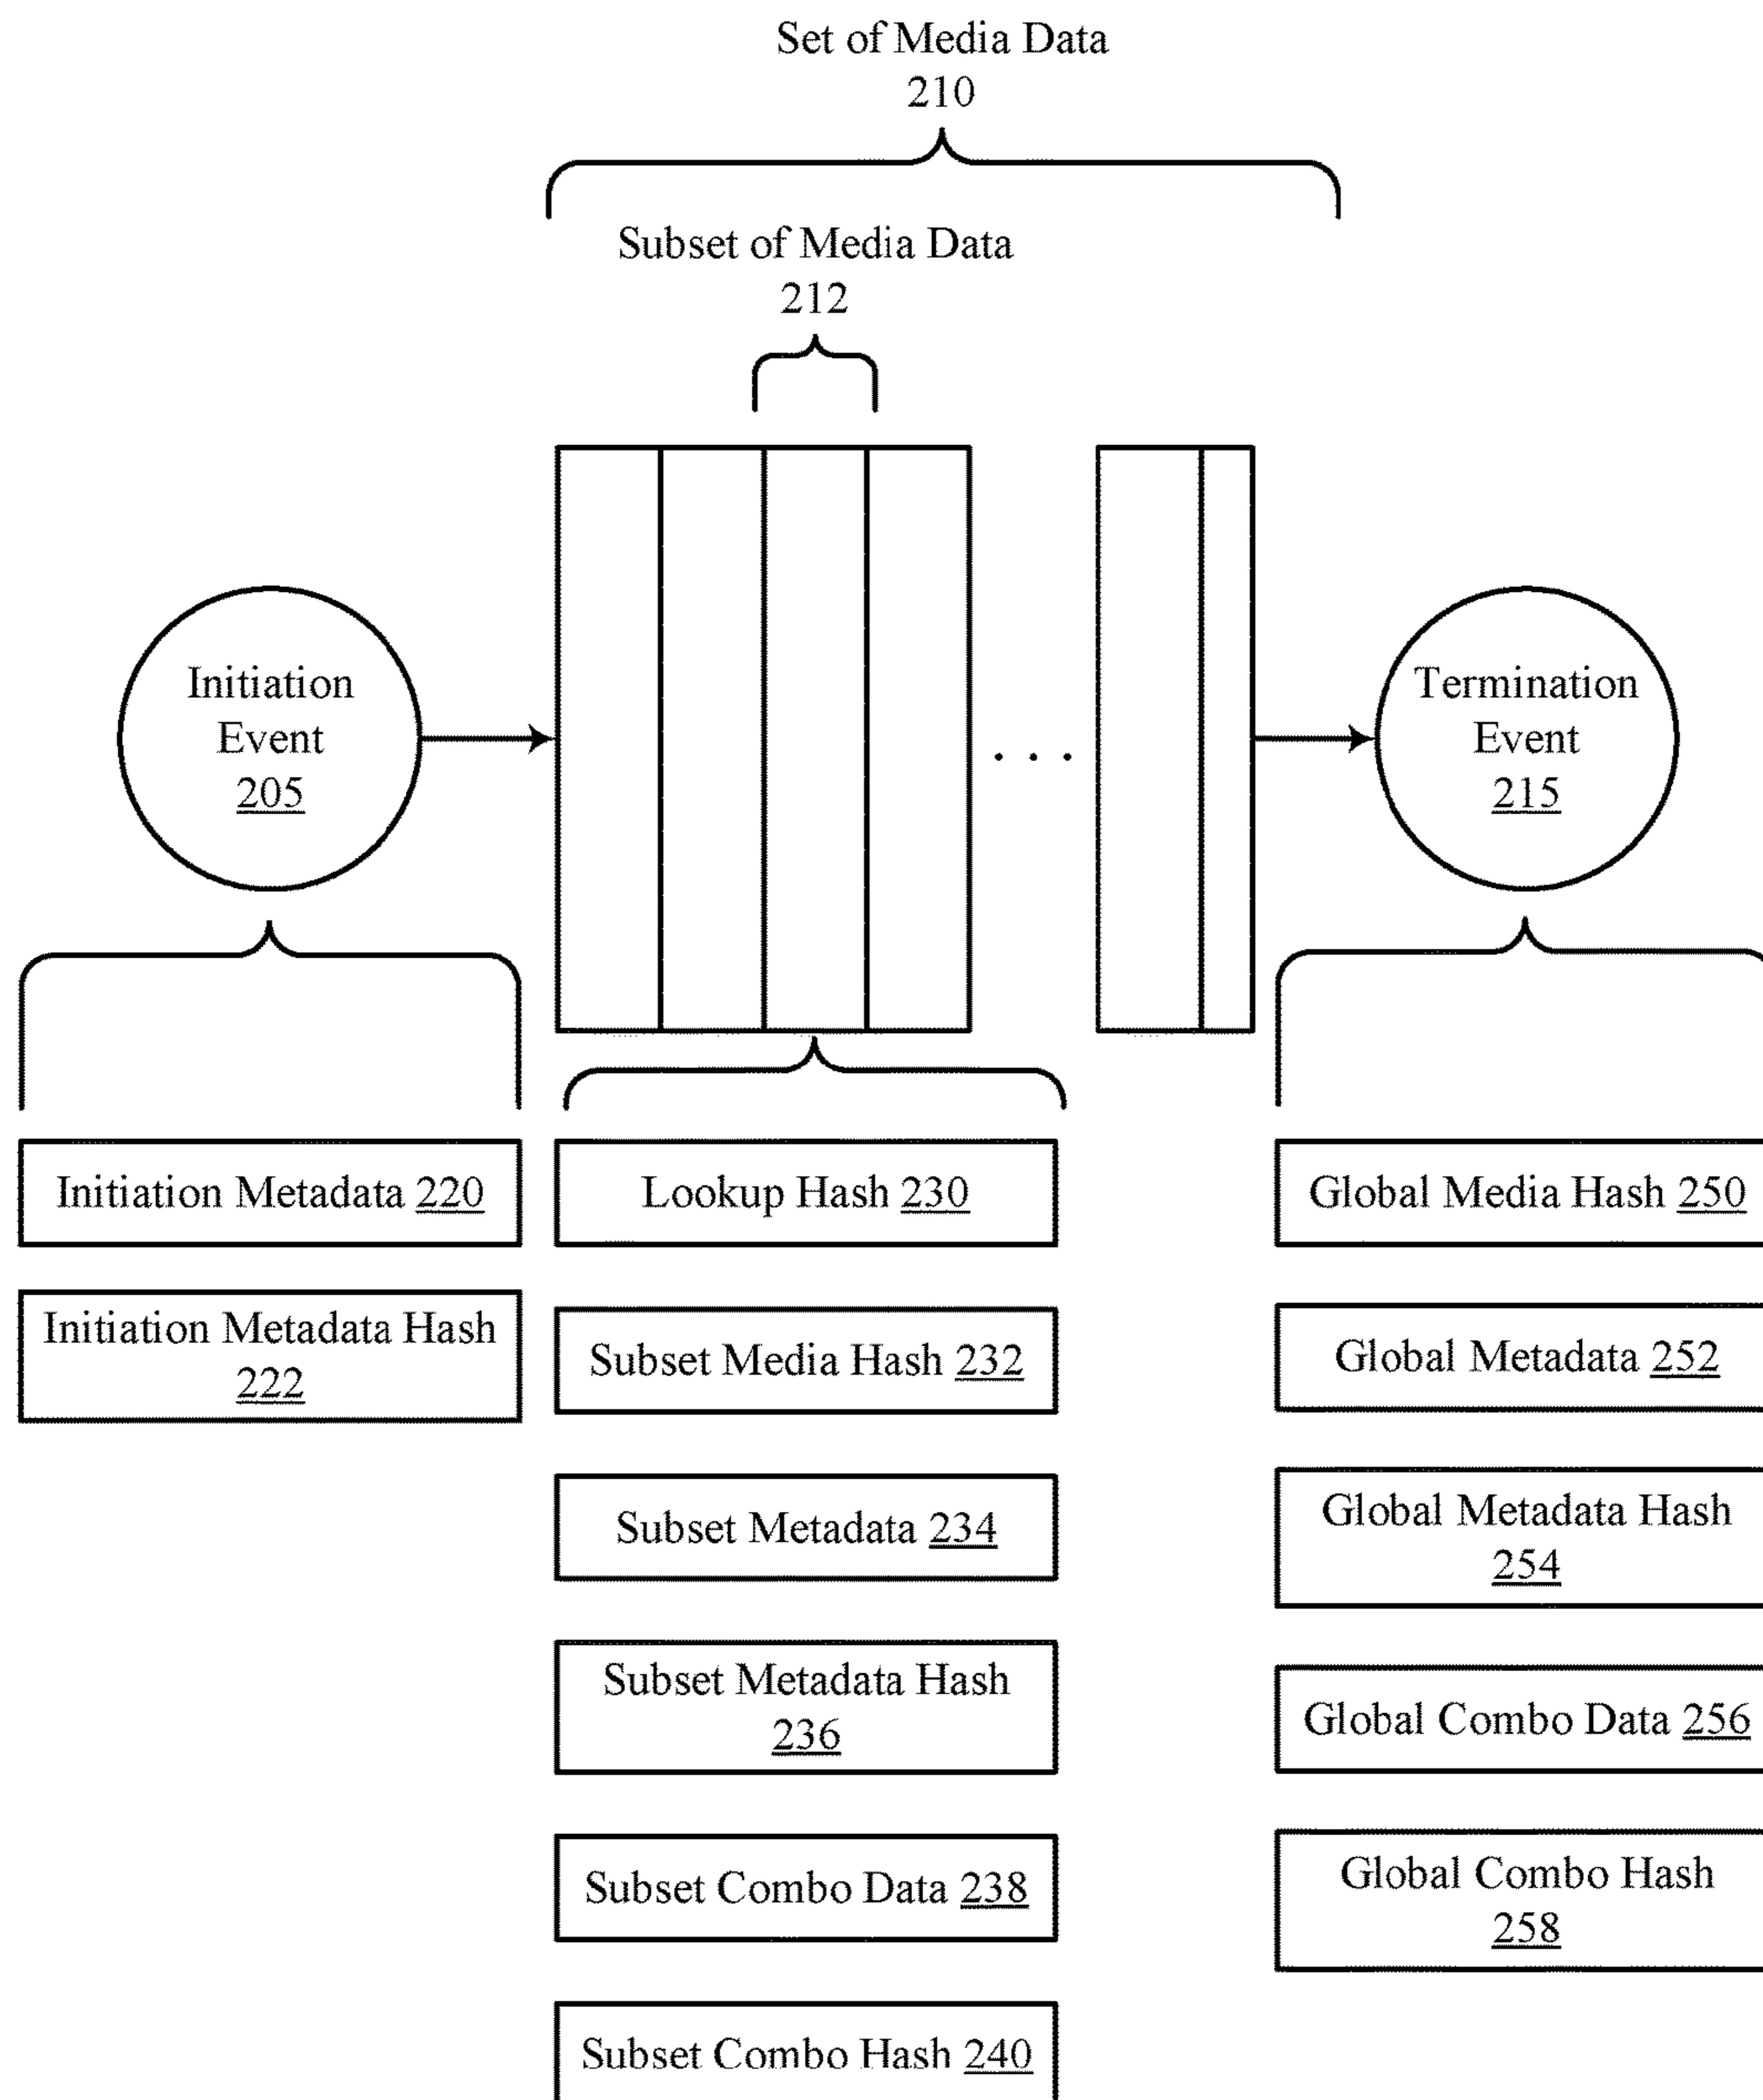 Set of Media Data
210
Subset of Media Data
212
Initiation
Event
205
. . .
Termination
Event
215
Initiation Metadata 220
Initiation Metadata Hash
222
Lookup Hash 230
Subset Media Hash 232
Subset Metadata 234
Subset Metadata Hash
236
Subset Combo Data 238
Subset Combo Hash 240
Global Media Hash 250
Global Metadata 252
Global Metadata Hash
254
Global Combo Data 256
Global Combo Hash
258